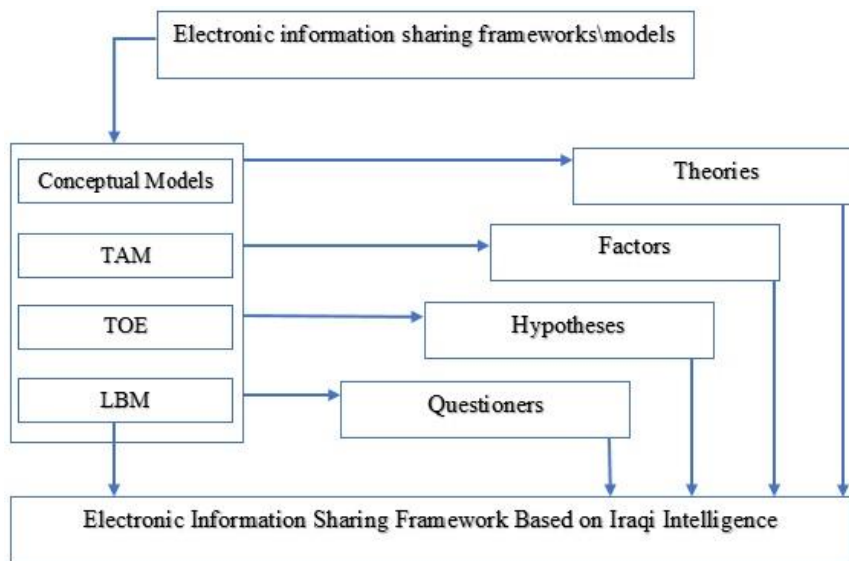 Electronic information sharing frameworks\models
Conceptual Models
Theories
TAM
Factors
TOE
Hypotheses
LBM
Questioners
Electronic Information Sharing Framework Based on Iraqi Intelligence